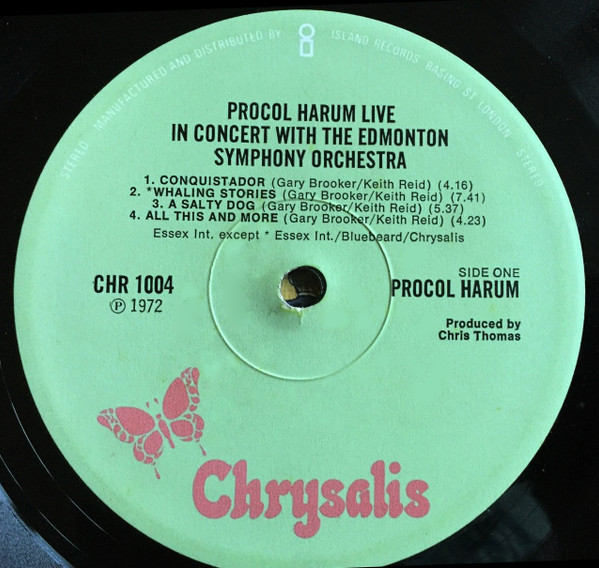 STEREO MANUFACTURED AND DISTRIBUTED BY ISLAND RECORDS BASING ST. LONDON STEREO
PROCOL HARUM LIVE
IN CONCERT WITH THE EDMONTON
SYMPHONY ORCHESTRA
1. CONQUISTADOR (Gary Brooker/Keith Reid) (4.16)
2. *WHALING STORIES (Gary Brooker/Keith Reid) (7.41)
3. A SALTY DOG (Gary Brooker/Keith Reid) (5.37)
4. ALL THIS AND MORE (Gary Brooker/Keith Reid) (4.23)
Essex Int. except * Essex Int./Bluebeard/Chrysalis
CHR 1004
Ⓟ 1972
SIDE ONE
PROCOL HARUM
Produced by
Chris Thomas
Chrysalis